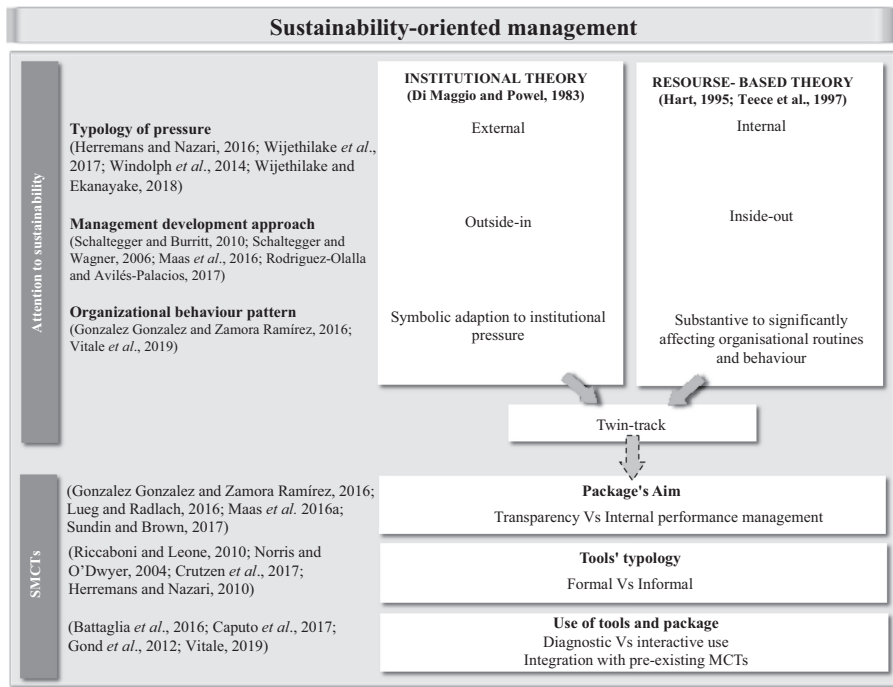 Sustainability-oriented management
Attention to sustainability
Typology of pressure
(Herremans and Nazari, 2016; Wijethilake et al.,
2017; Windolph et al., 2014; Wijethilake and
Ekanayake, 2018)
Management development approach
(Schaltegger and Burritt, 2010; Schaltegger and
Wagner, 2006; Maas et al., 2016; Rodriguez-Olalla
and Avilés-Palacios, 2017)
Organizational behaviour pattern
(Gonzalez Gonzalez and Zamora Ramírez, 2016;
Vitale et al., 2019)
INSTITUTIONAL THEORY
(Di Maggio and Powel, 1983)
External
Outside-in
Symbolic adaption to institutional
pressure
RESOURSE- BASED THEORY
(Hart, 1995; Teece et al., 1997)
Internal
Inside-out
Substantive to significantly
affecting organisational routines
and behaviour
Twin-track
SMCTs
(Gonzalez Gonzalez and Zamora Ramírez, 2016;
Lueg and Radlach, 2016; Maas et al. 2016a;
Sundin and Brown, 2017)
(Riccaboni and Leone, 2010; Norris and
O’Dwyer, 2004; Crutzen et al., 2017;
Herremans and Nazari, 2010)
(Battaglia et al., 2016; Caputo et al., 2017;
Gond et al., 2012; Vitale, 2019)
Package's Aim
Transparency Vs Internal performance management
Tools' typology
Formal Vs Informal
Use of tools and package
Diagnostic Vs interactive use
Integration with pre-existing MCTs